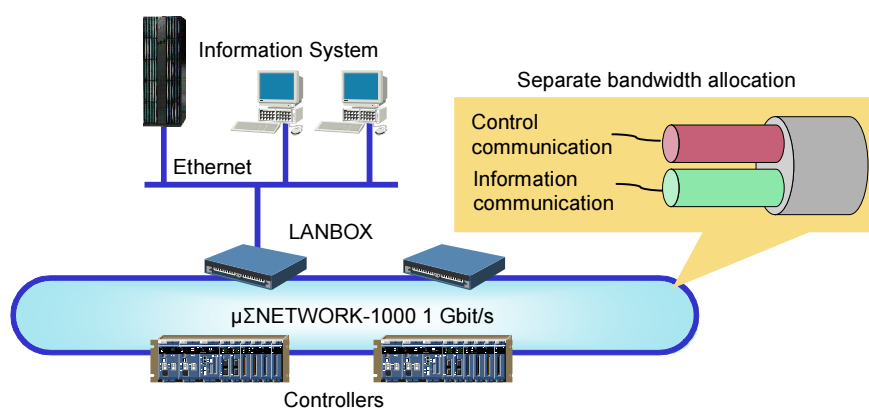 Information System
Separate bandwidth allocation
Control
communication
Information
communication
Ethernet
LANBOX
μΣNETWORK-1000 1 Gbit/s
Controllers